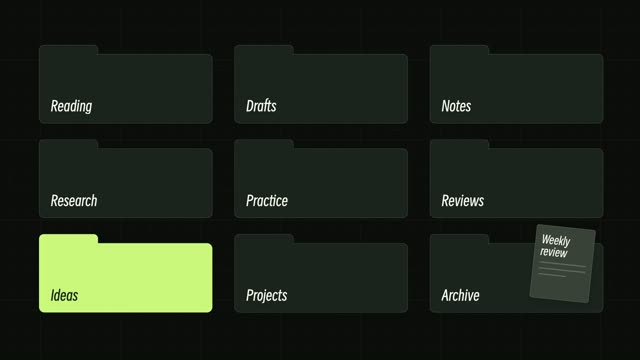 Reading
Drafts
Notes
Research
Practice
Reviews
Ideas
Projects
Archive
Weekly
review